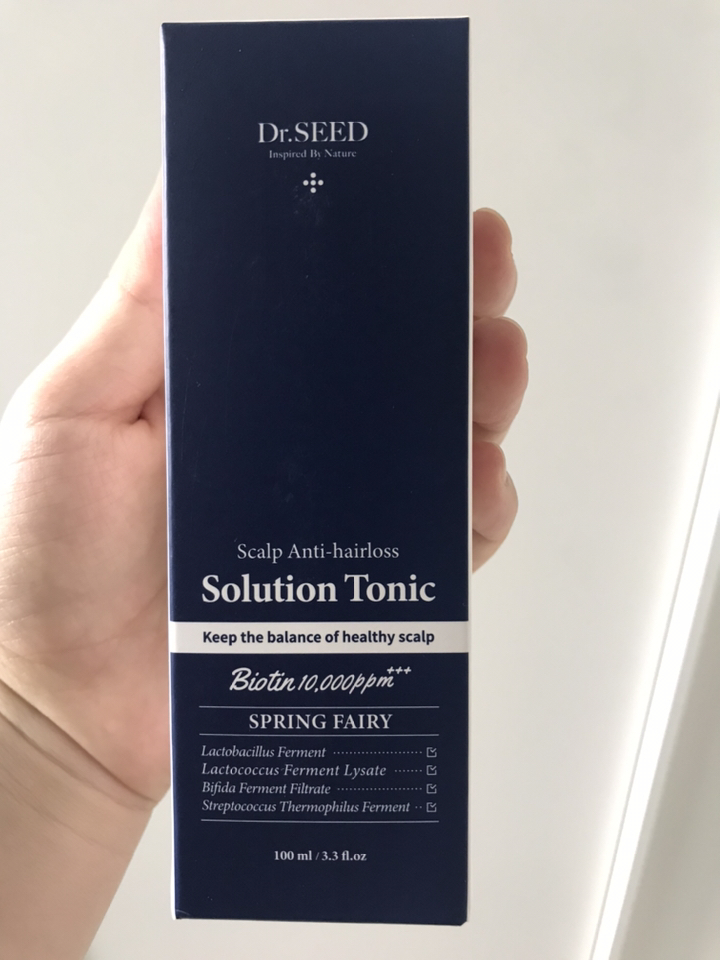 Dr.SEED
Inspired By Nature
Scalp Anti-hairloss
Solution Tonic
Keep the balance of healthy scalp
Biotin 10,000ppm+++
SPRING FAIRY
Lactobacillus Ferment
Lactococcus Ferment Lysate
Bifida Ferment Filtrate
Streptococcus Thermophilus Ferment
100 ml / 3.3 fl.oz